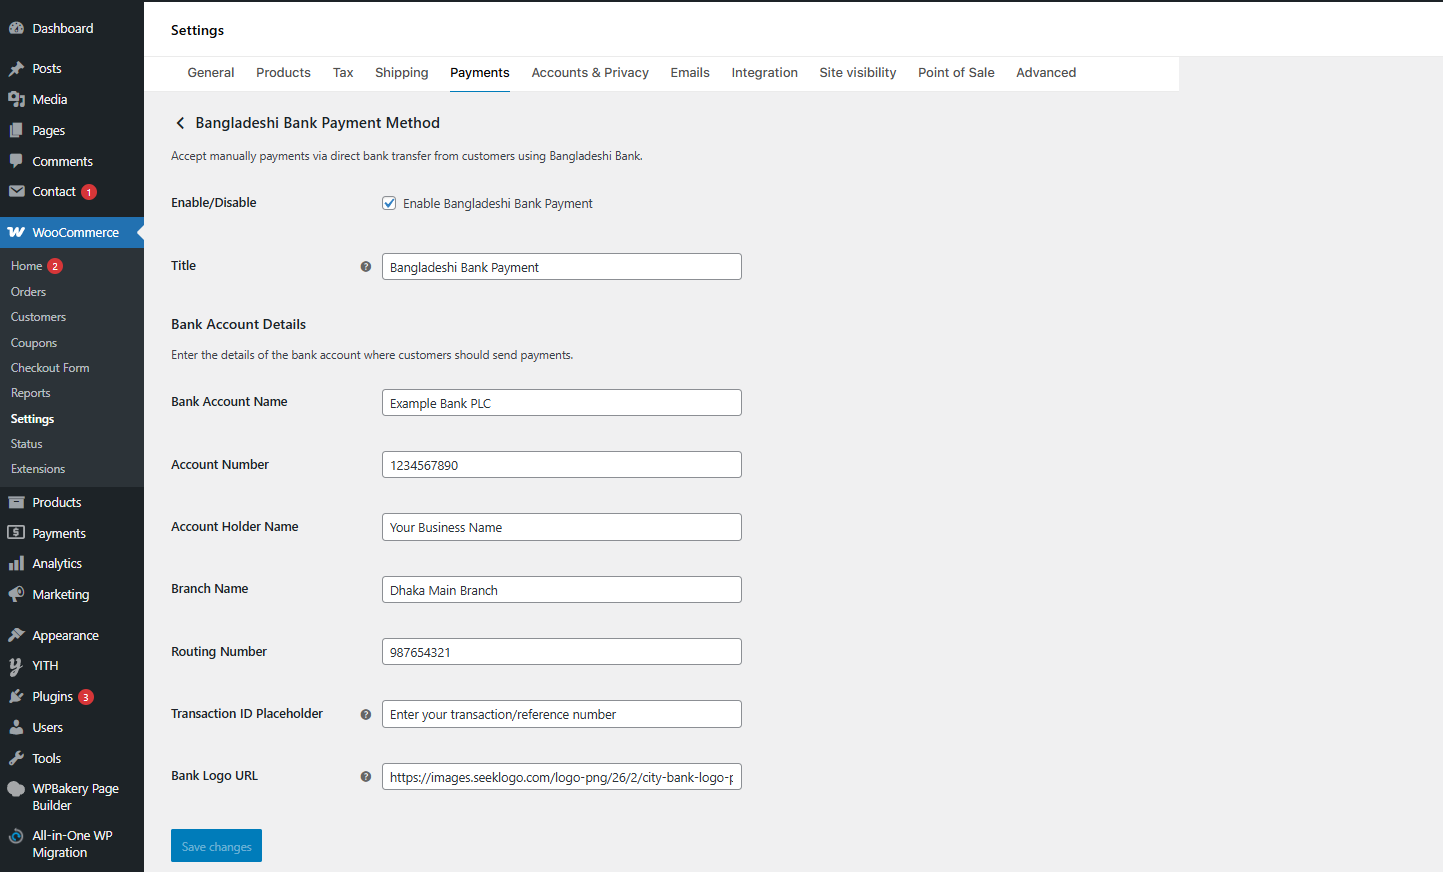 Dashboard
Posts
Media
Pages
Comments
Contact 1
WooCommerce
Home 2
Orders
Customers
Coupons
Checkout Form
Reports
Settings
Status
Extensions
Products
Payments
Analytics
Marketing
Appearance
YITH
Plugins 3
Users
Tools
WPBakery Page
Builder
All-in-One WP
Migration
Settings
General Products Tax Shipping Payments Accounts & Privacy Emails Integration Site visibility Point of Sale Advanced
Bangladeshi Bank Payment Method
Accept manually payments via direct bank transfer from customers using Bangladeshi Bank.
Enable/Disable Enable Bangladeshi Bank Payment
Title ? Bangladeshi Bank Payment
Bank Account Details
Enter the details of the bank account where customers should send payments.
Bank Account Name Example Bank PLC
Account Number 1234567890
Account Holder Name Your Business Name
Branch Name Dhaka Main Branch
Routing Number 987654321
Transaction ID Placeholder ? Enter your transaction/reference number
Bank Logo URL ? https://images.seeklogo.com/logo-png/26/2/city-bank-logo-p
Save changes